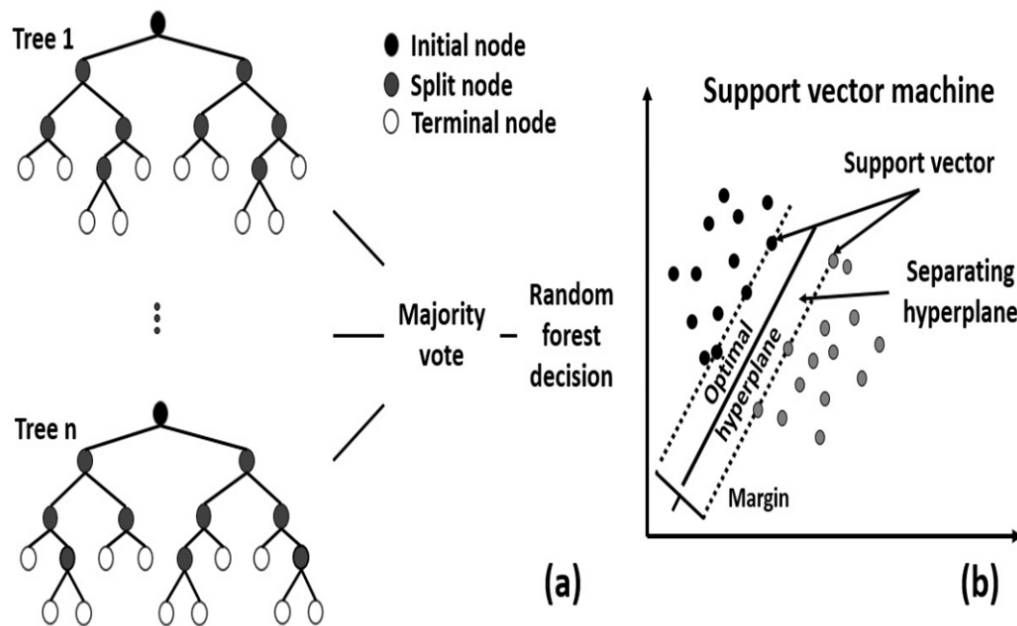 Tree 1
Initial node
Split node
Terminal node
Majority
vote
Random
forest
decision
Tree n
(a)
Support vector machine
Support vector
Separating
hyperplane
Optimal
hyperplane
Margin
(b)